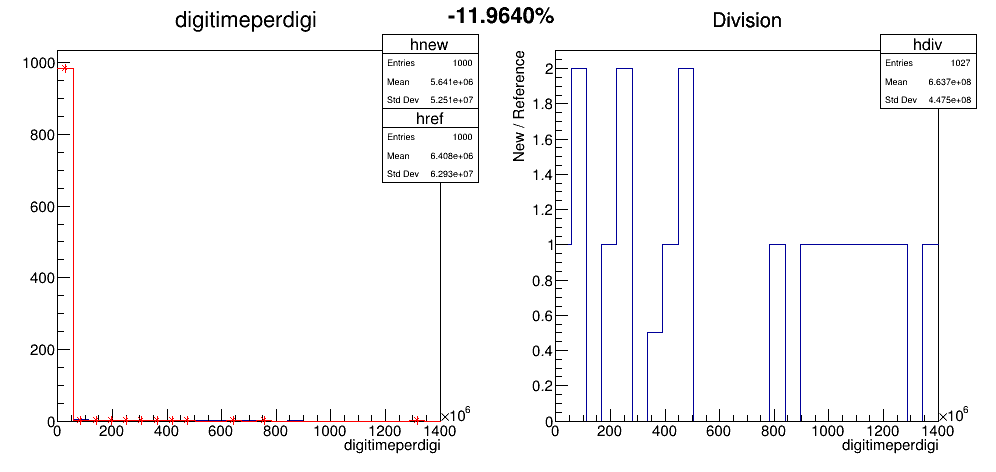 digitimeperdigi
-11.9640%
Division
hnew
Entries 1000
Mean 5.641e+06
Std Dev 5.251e+07
href
Entries 1000
Mean 6.408e+06
Std Dev 6.293e+07
1000
800
600
400
200
0
0 200 400 600 800 1000 1200 1400
×10⁶
digitimeperdigi
hdiv
Entries 1027
Mean 6.637e+08
Std Dev 4.475e+08
New / Reference
2
1.8
1.6
1.4
1.2
1
0.8
0.6
0.4
0.2
0
0 200 400 600 800 1000 1200 1400
×10⁶
digitimeperdigi